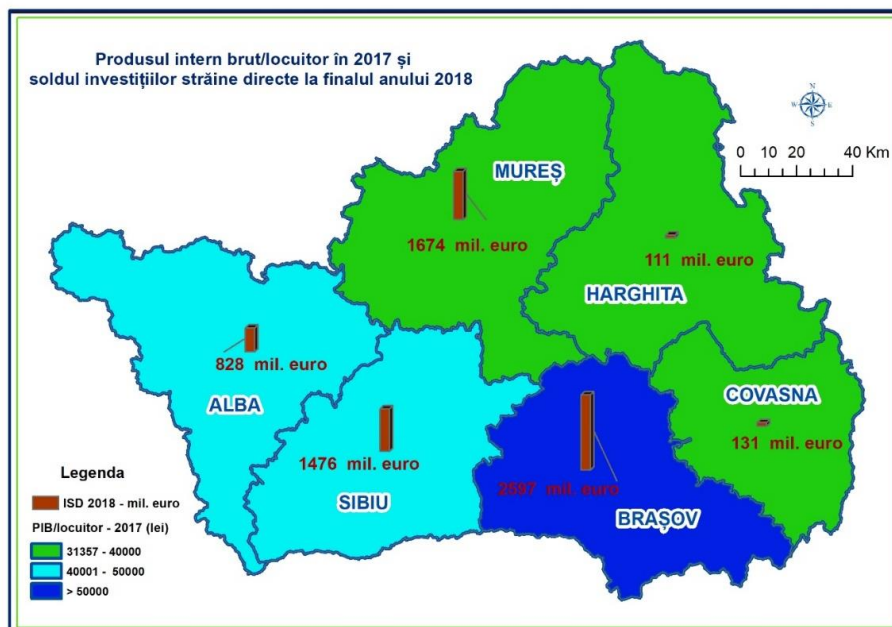 Produsul intern brut/locuitor în 2017 și
soldul investițiilor străine directe la finalul anului 2018
N
W E
S
0 10 20 40 Km
MUREȘ
1674 mil. euro
111 mil. euro
HARGHITA
828 mil. euro
ALBA
COVASNA
131 mil. euro
1476 mil. euro
SIBIU
2597 mil. euro
BRAȘOV
Legenda
ISD 2018 - mil. euro
PIB/locuitor - 2017 (lei)
31357 - 40000
40001 - 50000
> 50000